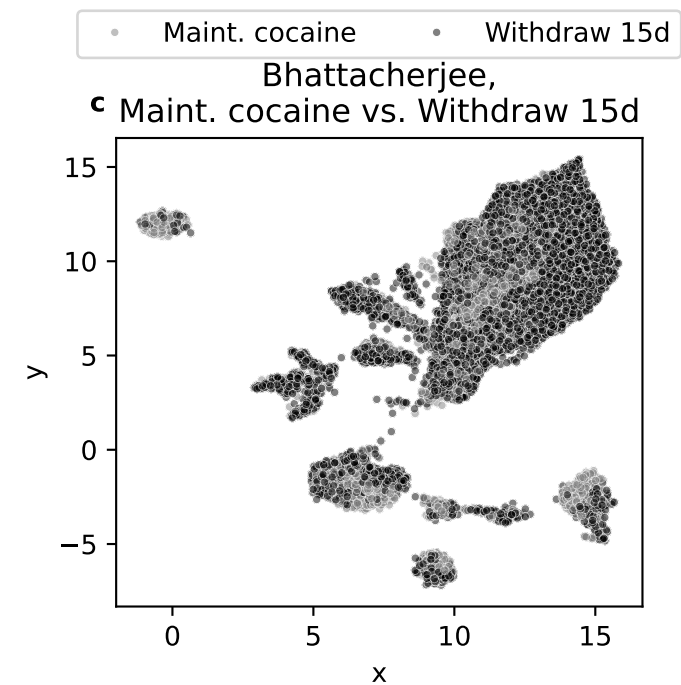 Maint. cocaine Withdraw 15d
Bhattacherjee,
c Maint. cocaine vs. Withdraw 15d
15
10
5
0
−5
y
0 5 10 15
x